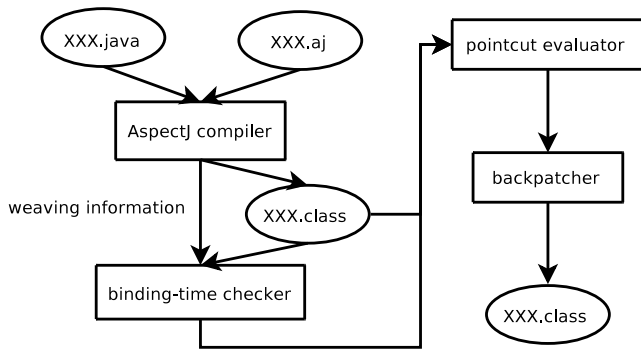 XXX.java
XXX.aj
pointcut evaluator
AspectJ compiler
backpatcher
weaving information
XXX.class
binding-time checker
XXX.class